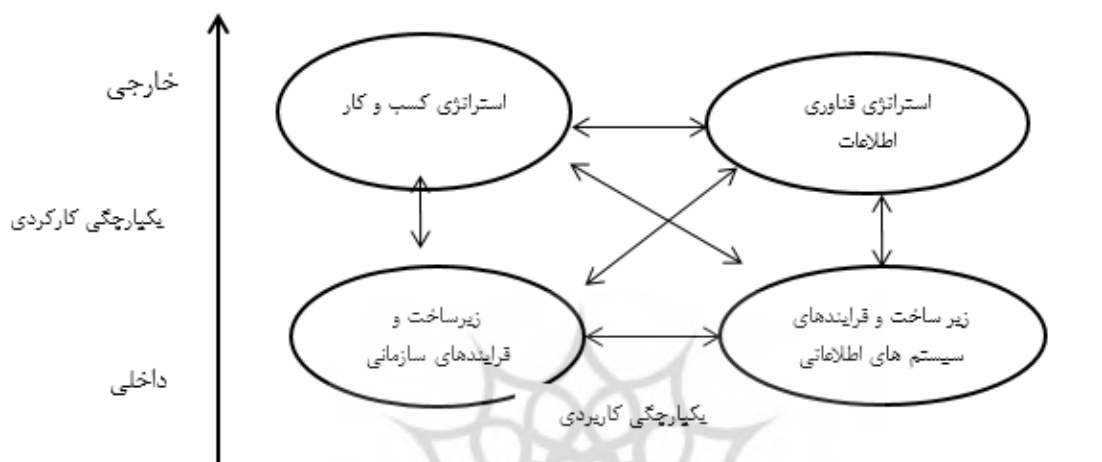 خارجی
استراتژی کسب و کار
استراتژی فناوری
اطلاعات
یکپارچگی کارکردی
زیرساخت و
فرایندهای سازمانی
زیر ساخت و فرایندهای
سیستم های اطلاعاتی
داخلی
یکپارچگی کاربردی